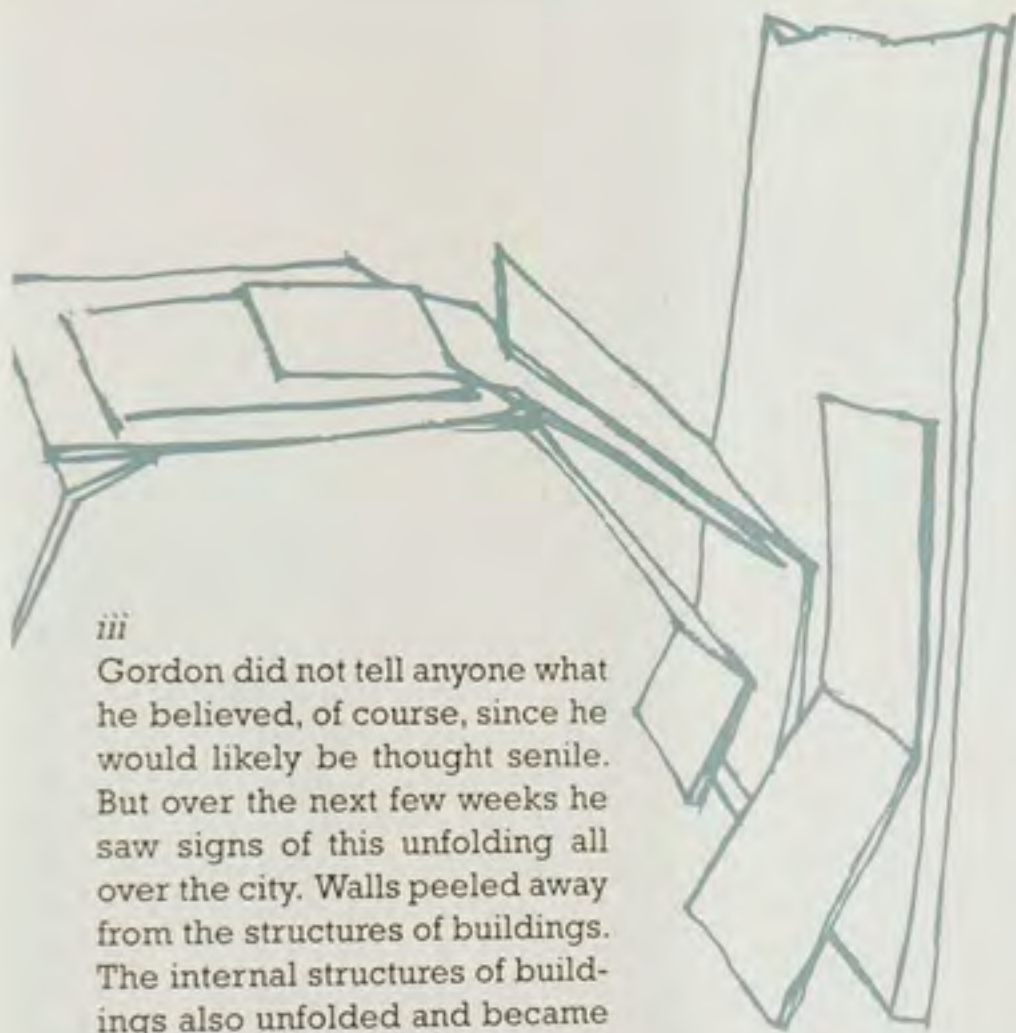 iii
Gordon did not tell anyone what
he believed, of course, since he
would likely be thought senile.
But over the next few weeks he
saw signs of this unfolding all
over the city. Walls peeled away
from the structures of buildings.
The internal structures of build-
ings also unfolded and became